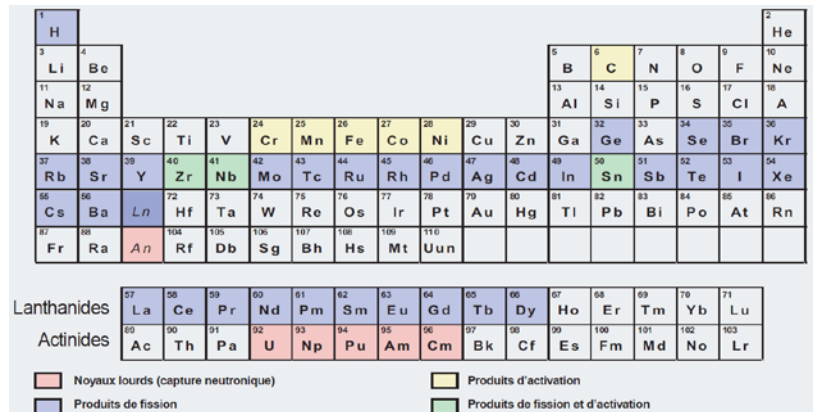 1 2
H He
3 4 5 6 7 8 9 10
Li Be B C N O F Ne
11 12 13 14 15 16 17 18
Na Mg Al Si P S Cl A
19 20 21 22 23 24 25 26 27 28 29 30 31 32 33 34 35 36
K Ca Sc Ti V Cr Mn Fe Co Ni Cu Zn Ga Ge As Se Br Kr
37 38 39 40 41 42 43 44 45 46 47 48 49 50 51 52 53 54
Rb Sr Y Zr Nb Mo Tc Ru Rh Pd Ag Cd In Sn Sb Te I Xe
55 56 72 73 74 75 76 77 78 79 80 81 82 83 84 85 86
Cs Ba Ln Hf Ta W Re Os Ir Pt Au Hg Tl Pb Bi Po At Rn
87 88 104 105 106 107 108 109 110
Fr Ra An Rf Db Sg Bh Hs Mt Uun
57 58 59 60 61 62 63 64 65 66 67 68 69 70 71
Lanthanides La Ce Pr Nd Pm Sm Eu Gd Tb Dy Ho Er Tm Yb Lu
89 90 91 92 93 94 95 96 97 98 99 100 101 102 103
Actinides Ac Th Pa U Np Pu Am Cm Bk Cf Es Fm Md No Lr
Noyaux lourds (capture neutronique) Produits d'activation
Produits de fission Produits de fission et d'activation